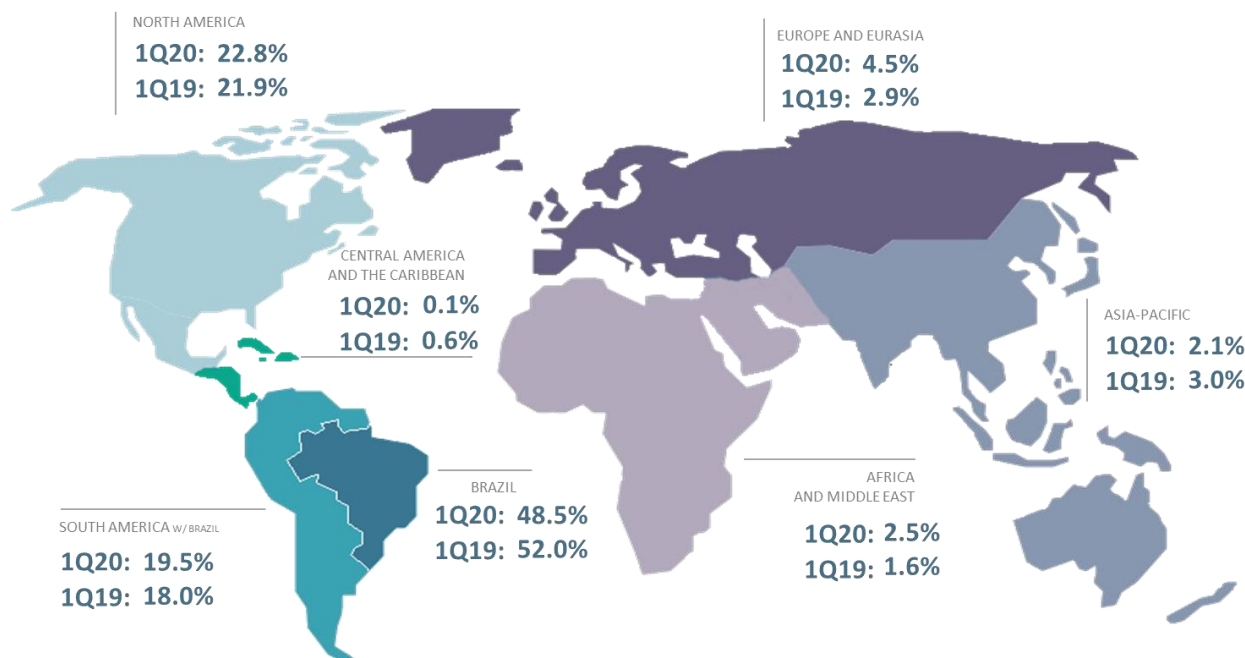 NORTH AMERICA
1Q20: 22.8%
1Q19: 21.9%
EUROPE AND EURASIA
1Q20: 4.5%
1Q19: 2.9%
CENTRAL AMERICA
AND THE CARIBBEAN
1Q20: 0.1%
1Q19: 0.6%
ASIA-PACIFIC
1Q20: 2.1%
1Q19: 3.0%
AFRICA
AND MIDDLE EAST
1Q20: 2.5%
1Q19: 1.6%
BRAZIL
1Q20: 48.5%
1Q19: 52.0%
SOUTH AMERICA W/ BRAZIL
1Q20: 19.5%
1Q19: 18.0%